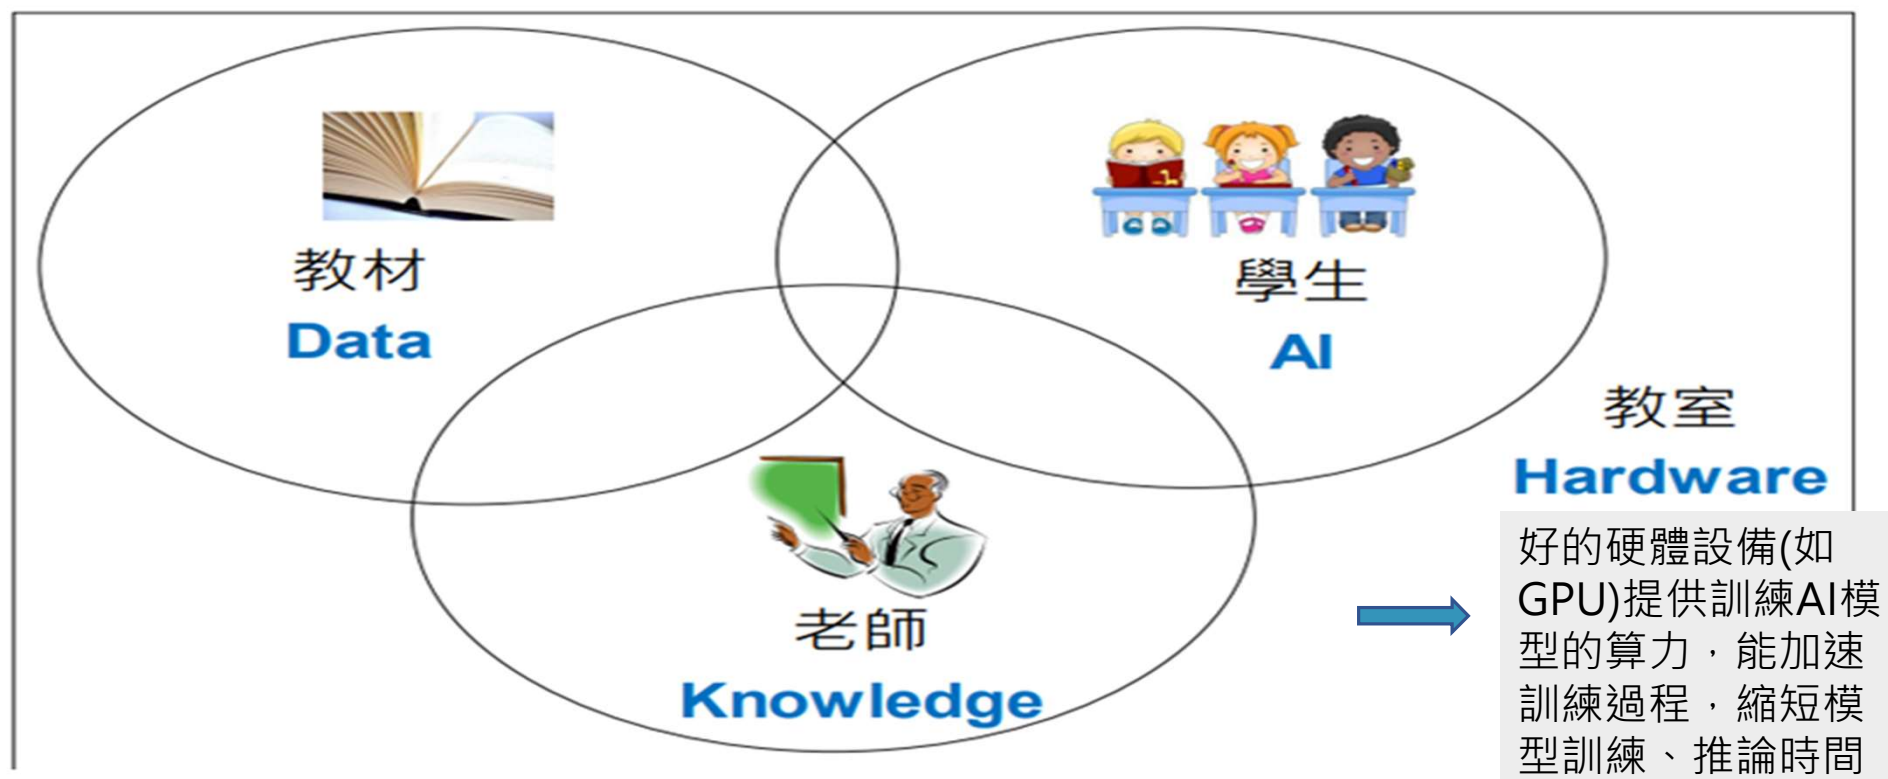 教材
Data
學生
AI
教室
Hardware
老師
Knowledge
好的硬體設備(如
GPU)提供訓練AI模
型的算力，能加速
訓練過程，縮短模
型訓練、推論時間